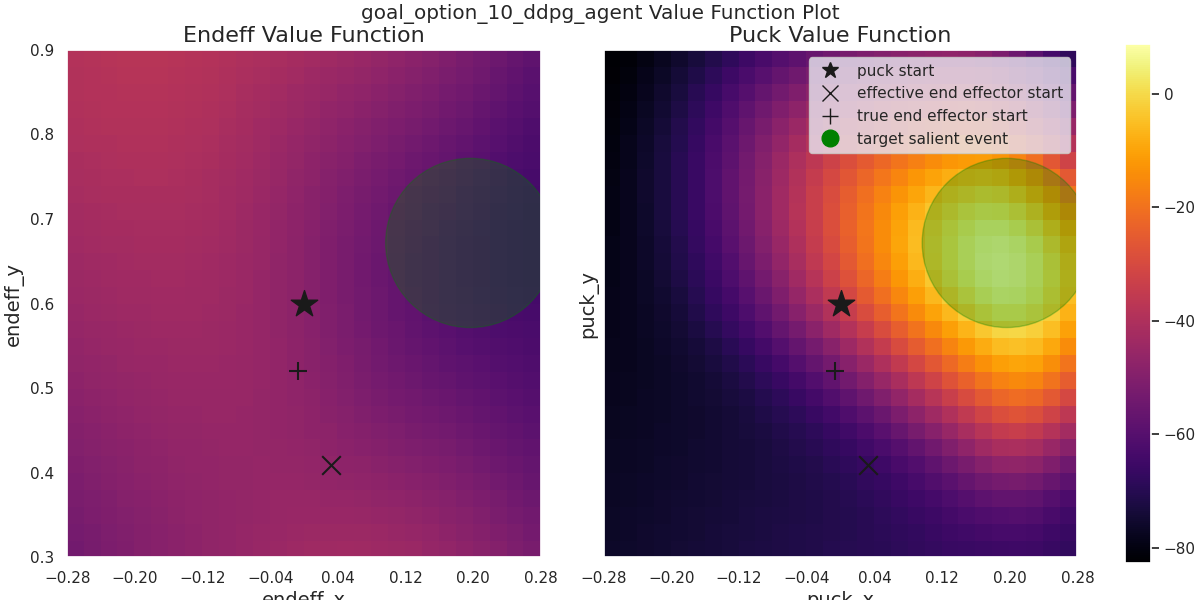 goal_option_10_ddpg_agent Value Function Plot
Endeff Value Function
Puck Value Function
0.9
0.8
0.7
0.6
0.5
0.4
0.3
endeff_y
−0.28 −0.20 −0.12 −0.04 0.04 0.12 0.20 0.28
endeff_x
puck_y
puck start
effective end effector start
true end effector start
target salient event
−0.28 −0.20 −0.12 −0.04 0.04 0.12 0.20 0.28
puck_x
0
−20
−40
−60
−80